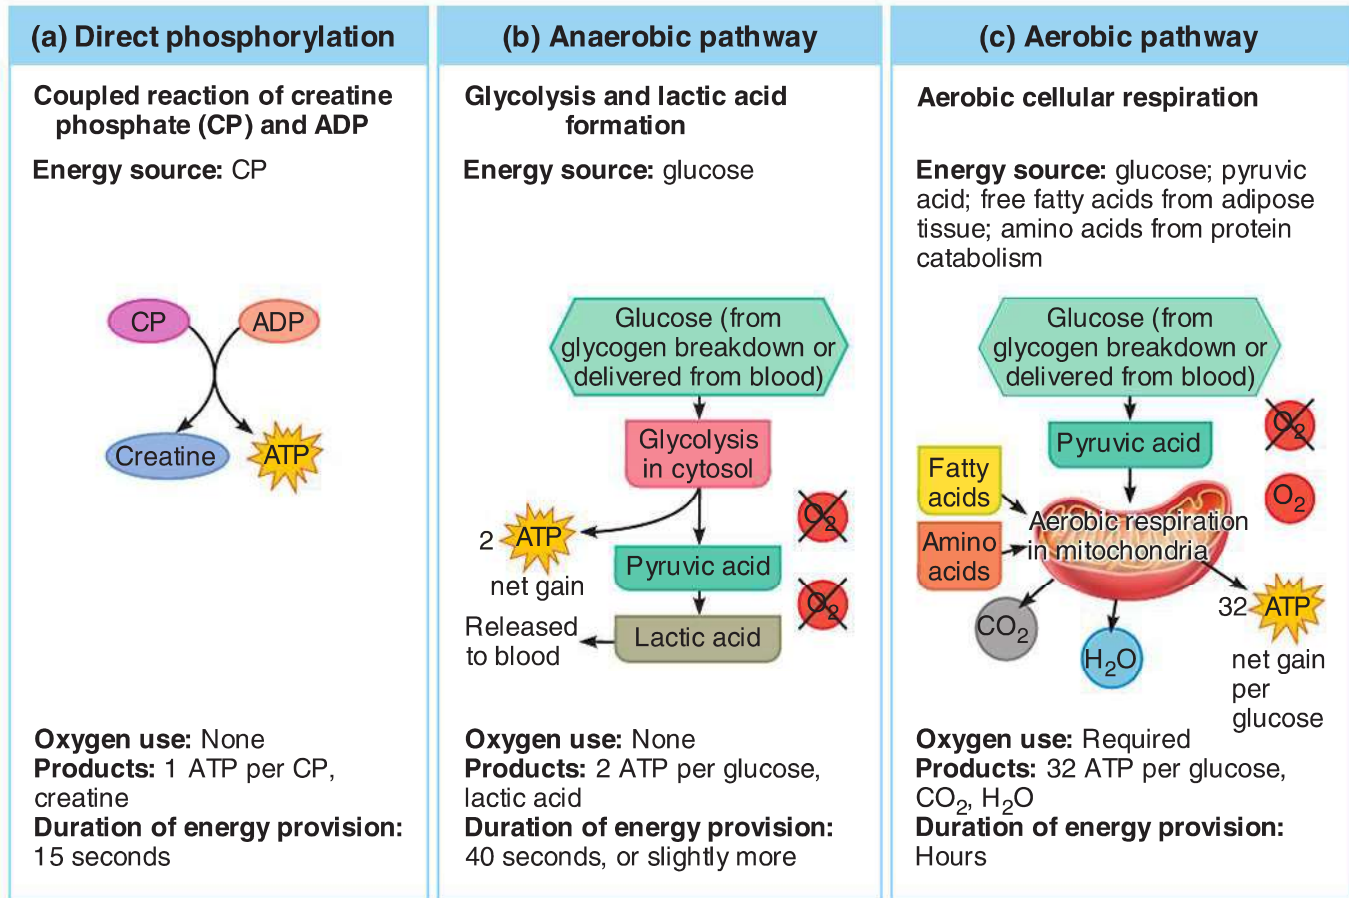 (a) Direct phosphorylation
Coupled reaction of creatine
phosphate (CP) and ADP
Energy source: CP
CP
ADP
Creatine
ATP
Oxygen use: None
Products: 1 ATP per CP,
creatine
Duration of energy provision:
15 seconds
(b) Anaerobic pathway
Glycolysis and lactic acid
formation
Energy source: glucose
Glucose (from
glycogen breakdown or
delivered from blood)
Glycolysis
in cytosol
O2
2 ATP
net gain
Pyruvic acid
O2
Released
to blood
Lactic acid
Oxygen use: None
Products: 2 ATP per glucose,
lactic acid
Duration of energy provision:
40 seconds, or slightly more
(c) Aerobic pathway
Aerobic cellular respiration
Energy source: glucose; pyruvic
acid; free fatty acids from adipose
tissue; amino acids from protein
catabolism
Glucose (from
glycogen breakdown or
delivered from blood)
O2
Pyruvic acid
Fatty
acids
O2
Aerobic respiration
in mitochondria
Amino
acids
32 ATP
CO2
H2O
net gain
per
glucose
Oxygen use: Required
Products: 32 ATP per glucose,
CO2, H2O
Duration of energy provision:
Hours